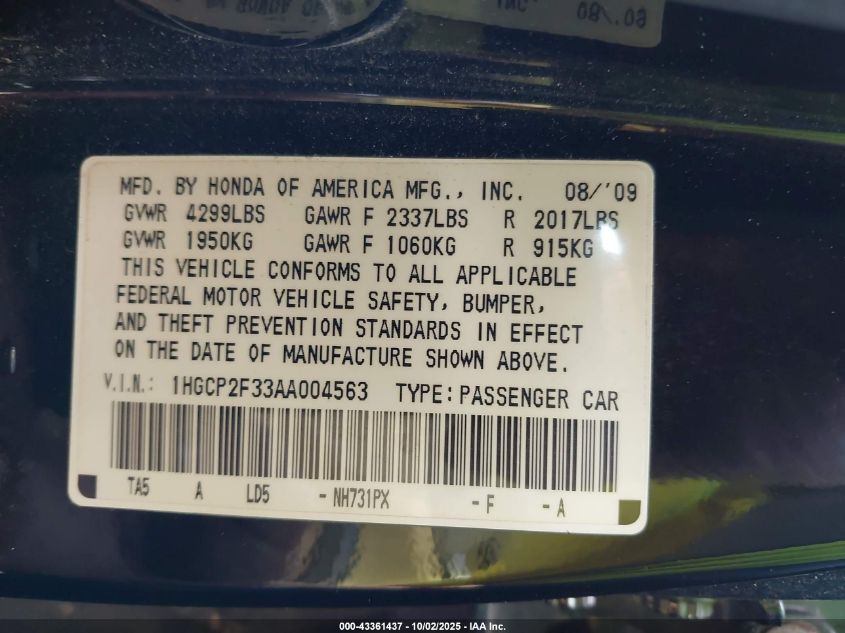 INC 08/.09
MFD. BY HONDA OF AMERICA MFG., INC. 08/'09
GVWR 4299LBS GAWR F 2337LBS R 2017LBS
GVWR 1950KG GAWR F 1060KG R 915KG
THIS VEHICLE CONFORMS TO ALL APPLICABLE
FEDERAL MOTOR VEHICLE SAFETY, BUMPER,
AND THEFT PREVENTION STANDARDS IN EFFECT
ON THE DATE OF MANUFACTURE SHOWN ABOVE.
V.I.N.: 1HGCP2F33AA004563 TYPE:PASSENGER CAR
TA5 A LD5 - NH731PX - F - A
000-43361437 - 10/02/2025 - IAA Inc.